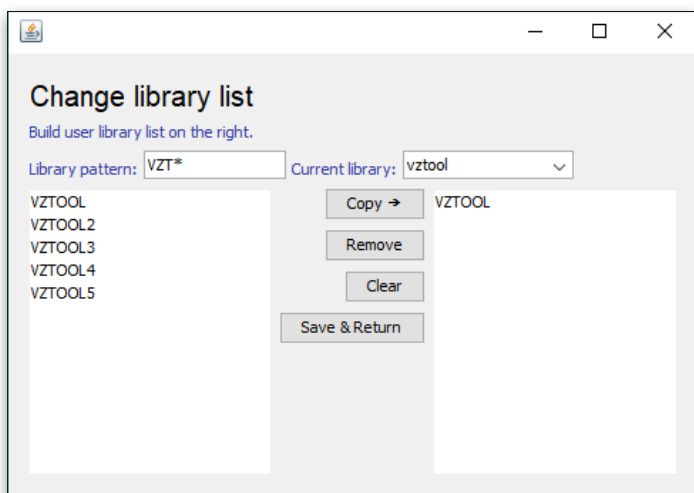 Change library list
Build user library list on the right.
Library pattern: VZT* Current library: vztool
VZTOOL
VZTOOL2
VZTOOL3
VZTOOL4
VZTOOL5
Copy ➔
Remove
Clear
Save & Return
VZTOOL